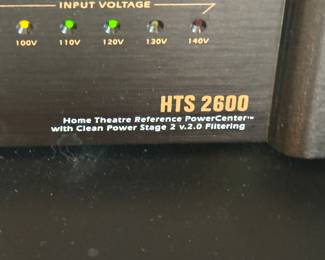 INPUT VOLTAGE
100V 110V 120V 130V 140V
HTS 2600
Home Theatre Reference PowerCenter™
with Clean Power Stage 2 v.2.0 Filtering